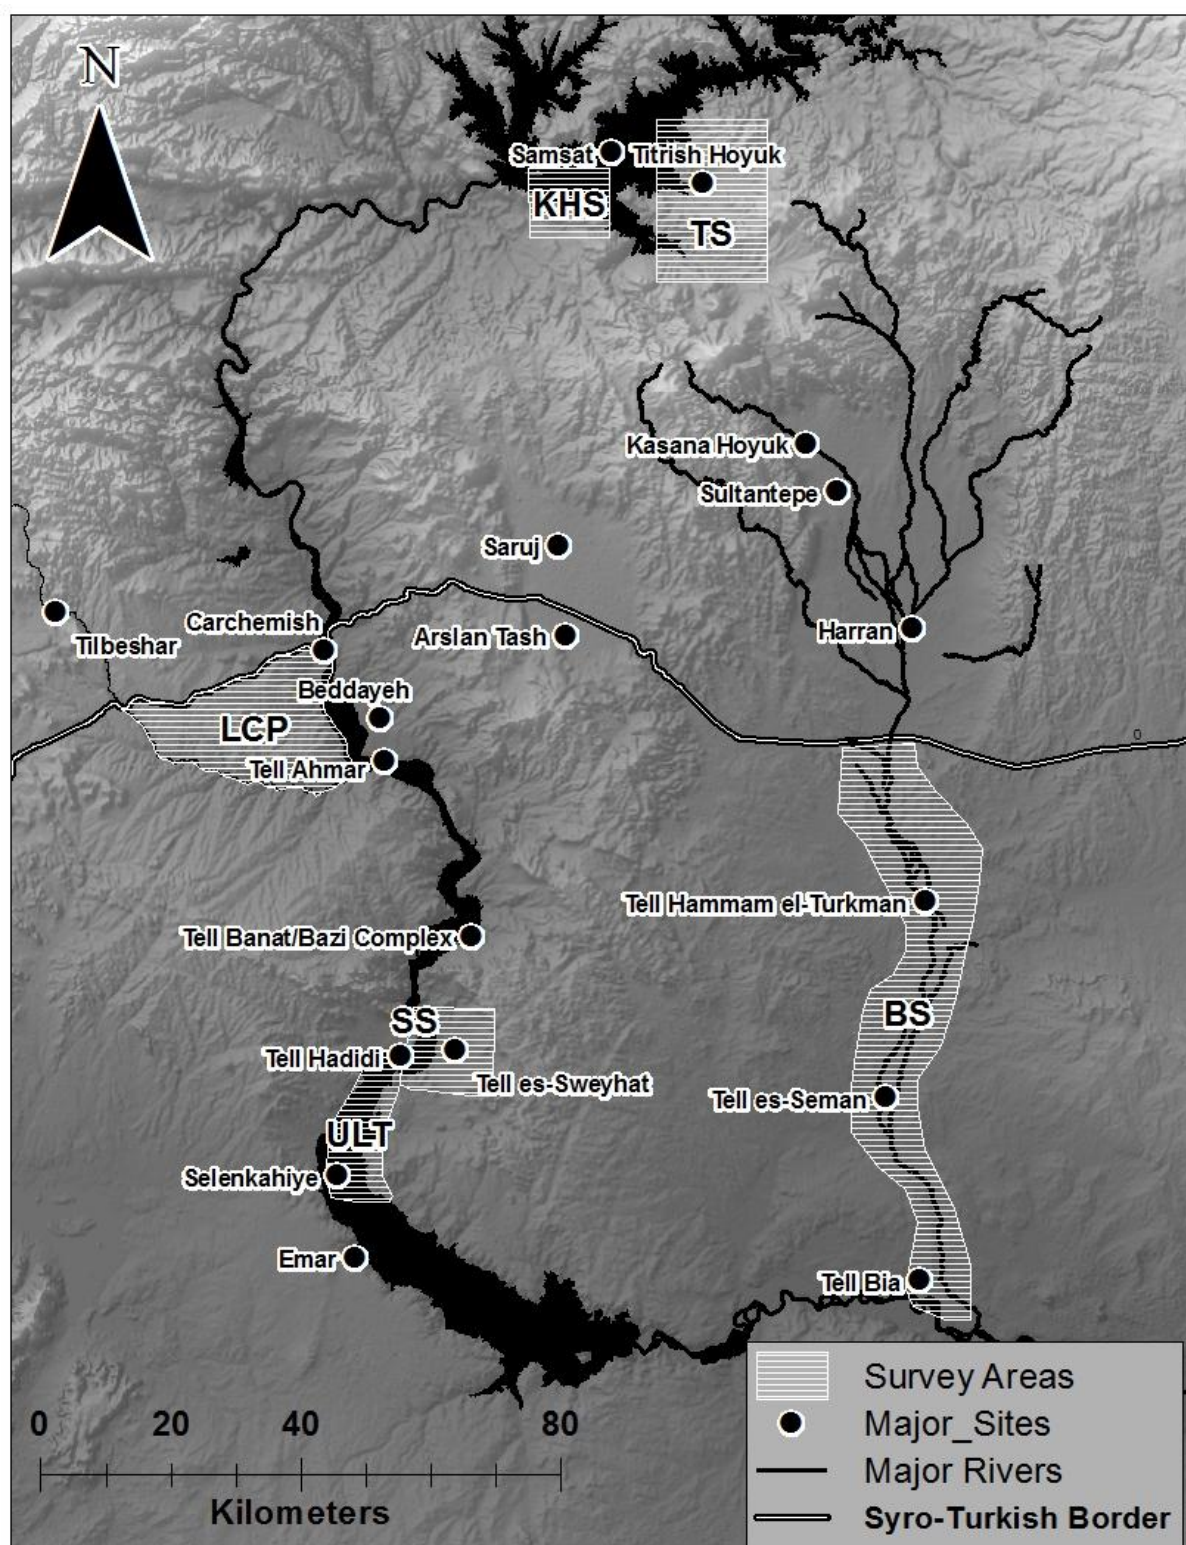 N
Samsat
Titrish Hoyuk
KHS
TS
Kasana Hoyuk
Sultantepe
Saruj
Tilbeshar
Carchemish
Arslan Tash
Harran
Beddayeh
LCP
Tell Ahmar
0
Tell Hammam el-Turkman
Tell Banat/Bazi Complex
SS
BS
Tell Hadidi
Tell es-Sweyhat
Tell es-Seman
ULT
Selenkahiye
Emar
Tell Bia
0 20 40 80
Kilometers
Survey Areas
Major_Sites
Major Rivers
Syro-Turkish Border